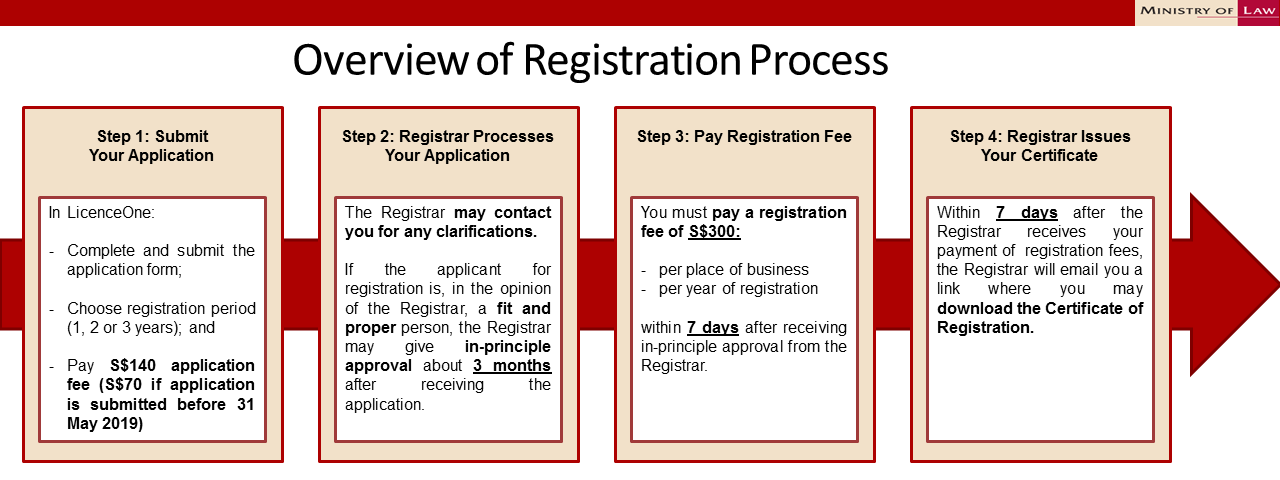 MINISTRY OF LAW
Overview of Registration Process
Step 1: Submit
Your Application
In LicenceOne:
- Complete and submit the
application form;
- Choose registration period
(1, 2 or 3 years); and
- Pay S$140 application
fee (S$70 if application
is submitted before 31
May 2019)
Step 2: Registrar Processes
Your Application
The Registrar may contact
you for any clarifications.
If the applicant for
registration is, in the opinion
of the Registrar, a fit and
proper person, the Registrar
may give in-principle
approval about 3 months
after receiving the
application.
Step 3: Pay Registration Fee
You must pay a registration
fee of S$300:
- per place of business
- per year of registration
within 7 days after receiving
in-principle approval from the
Registrar.
Step 4: Registrar Issues
Your Certificate
Within 7 days after the
Registrar receives your
payment of registration fees,
the Registrar will email you a
link where you may
download the Certificate of
Registration.